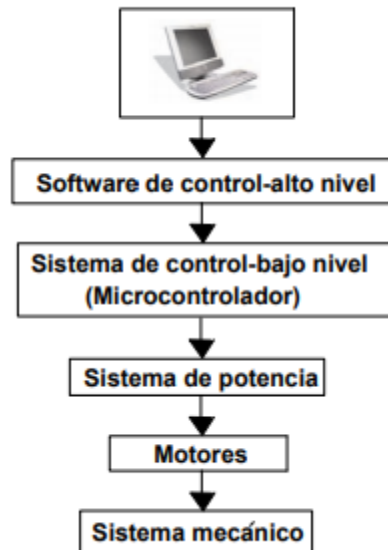 Software de control-alto nivel
Sistema de control-bajo nivel
(Microcontrolador)
Sistema de potencia
Motores
Sistema mecánico